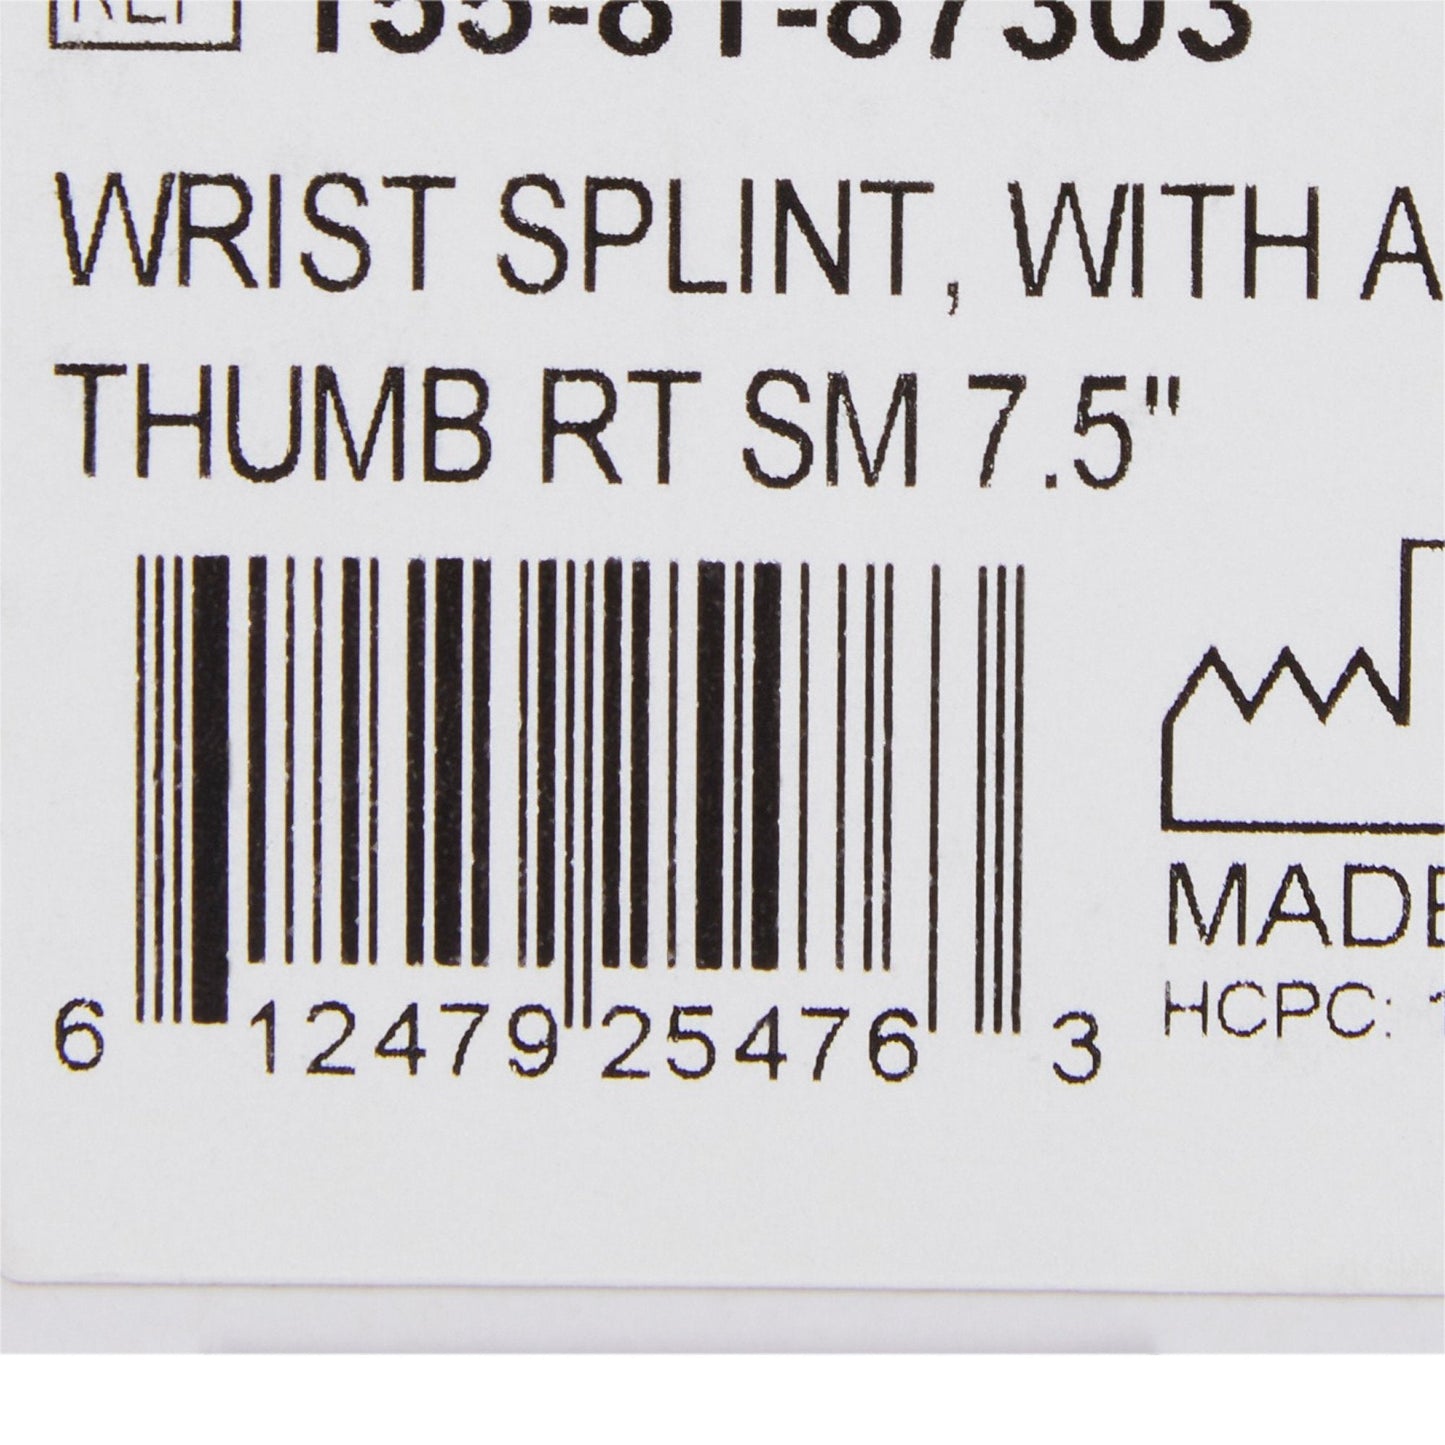 WRIST SPLINT, WITH A
THUMB RT SM 7.5"
6 12479 25476 3
MADE
HCPC: